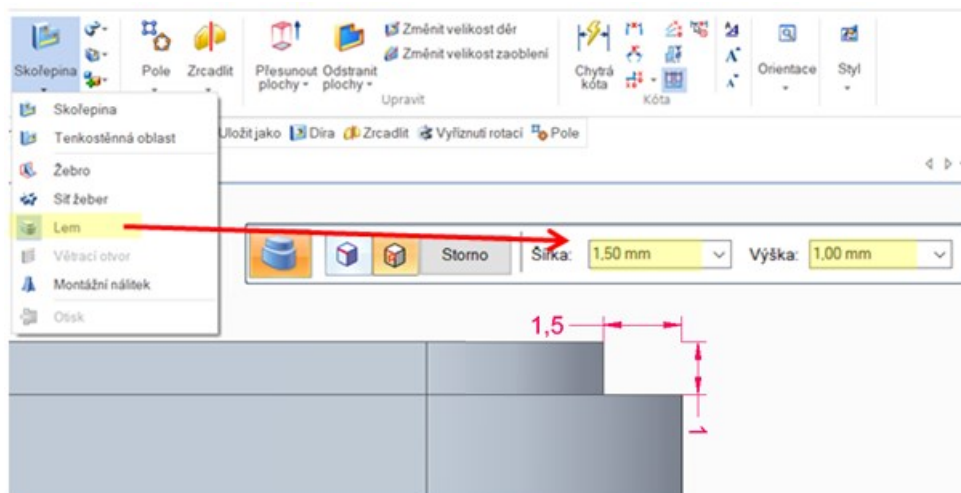 Změnit velikost děr
Změnit velikost zaoblení
Skořepina Pole Zrcadlit Přesunout plochy Odstranit plochy Chytrá kóta Orientace Styl
Upravit Kóta
Skořepina
Tenkostěnná oblast
Uložit jako Díra Zrcadlit Vyříznutí rotací Pole
Žebro
Síť žeber
Lem
Větrací otvor
Montážní nálitek
Otisk
Storno Šířka: 1,50 mm Výška: 1,00 mm
1,5
1